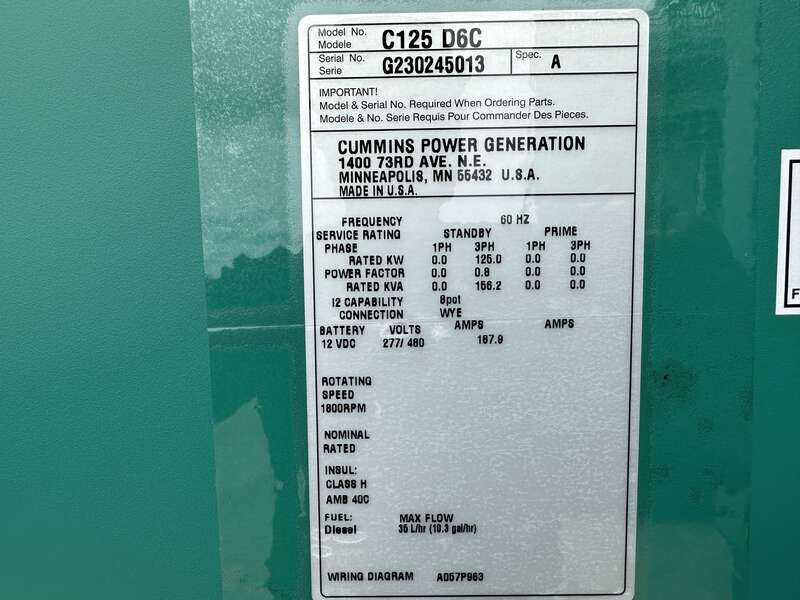 Model No. C125 D6C
Modele
Serial No. G230245013 Spec. A
Serie
IMPORTANT!
Model & Serial No. Required When Ordering Parts.
Modele & No. Serie Requis Pour Commander Des Pieces.
CUMMINS POWER GENERATION
1400 73RD AVE. N.E.
MINNEAPOLIS, MN 55432 U.S.A.
MADE IN U.S.A.
FREQUENCY 60 HZ
SERVICE RATING STANDBY PRIME
PHASE 1PH 3PH 1PH 3PH
RATED KW 0.0 125.0 0.0 0.0
POWER FACTOR 0.0 0.8 0.0 0.0
RATED KVA 0.0 156.2 0.0 0.0
I2 CAPABILITY 8pct
CONNECTION WYE
BATTERY VOLTS AMPS AMPS
12 VDC 277/ 480 187.9
ROTATING
SPEED
1800RPM
NOMINAL
RATED
INSUL:
CLASS H
AMB 40C
FUEL: MAX FLOW
Diesel 35 L/hr (10.3 gal/hr)
WIRING DIAGRAM A057P963
F